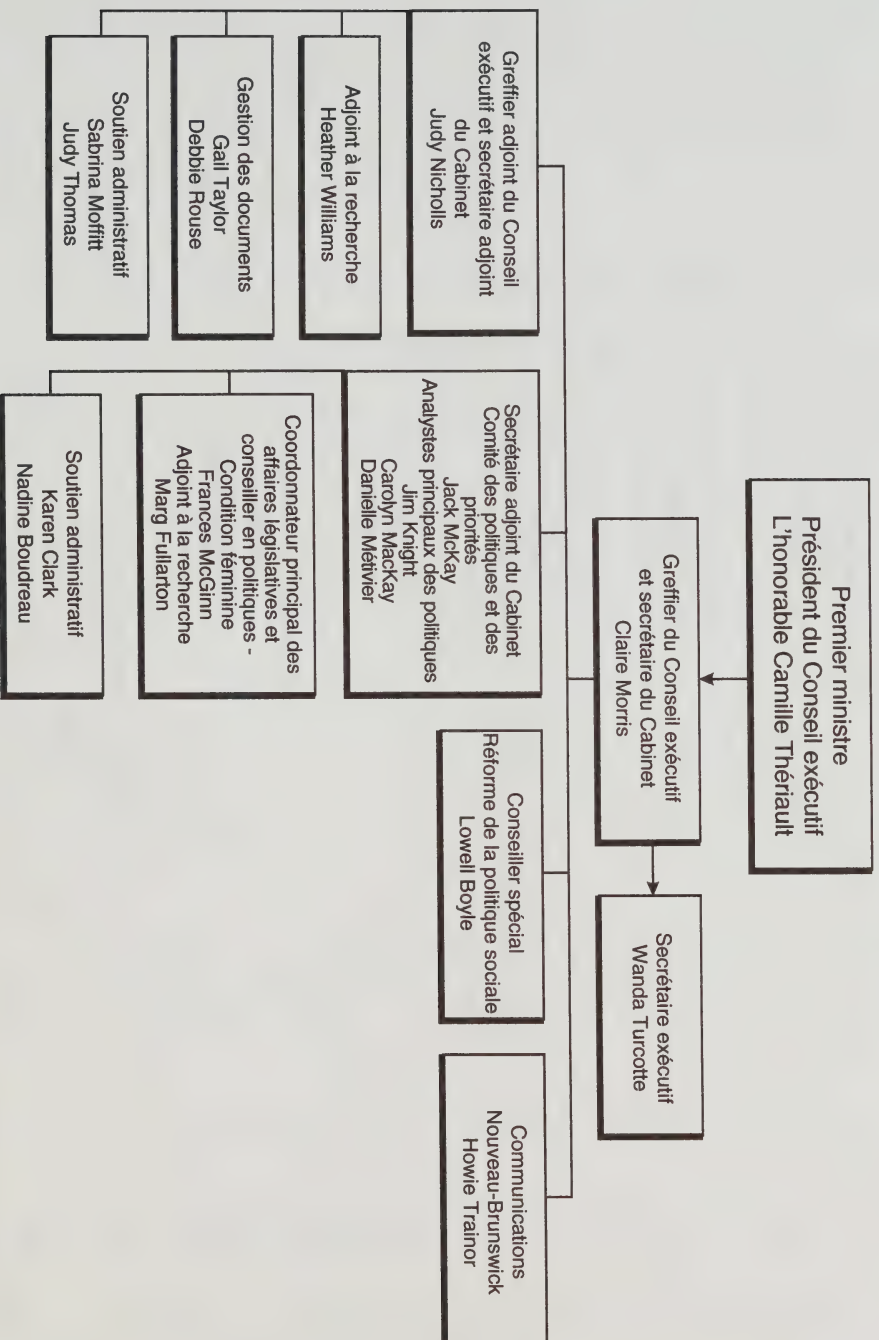 Premier ministre
Président du Conseil exécutif
L'honorable Camille Thériault
Greffier du Conseil exécutif
et secrétaire du Cabinet
Claire Morris
Secrétaire exécutif
Wanda Turcotte
Greffier adjoint du Conseil
exécutif et secrétaire adjoint
du Cabinet
Judy Nicholls
Adjoint à la recherche
Heather Williams
Gestion des documents
Gail Taylor
Debbie Rouse
Soutien administratif
Sabrina Moffitt
Judy Thomas
Secrétaire adjoint du Cabinet
Comité des politiques et des
priorités
Jack McKay
Analystes principaux des politiques
Jim Knight
Carolyn MacKay
Danielle Métivier
Coordonnateur principal des
affaires législatives et
conseiller en politiques -
Condition féminine
Frances McGinn
Adjoint à la recherche
Marg Fullarton
Soutien administratif
Karen Clark
Nadine Boudreau
Conseiller spécial
Réforme de la politique sociale
Lowell Boyle
Communications
Nouveau-Brunswick
Howie Trainor